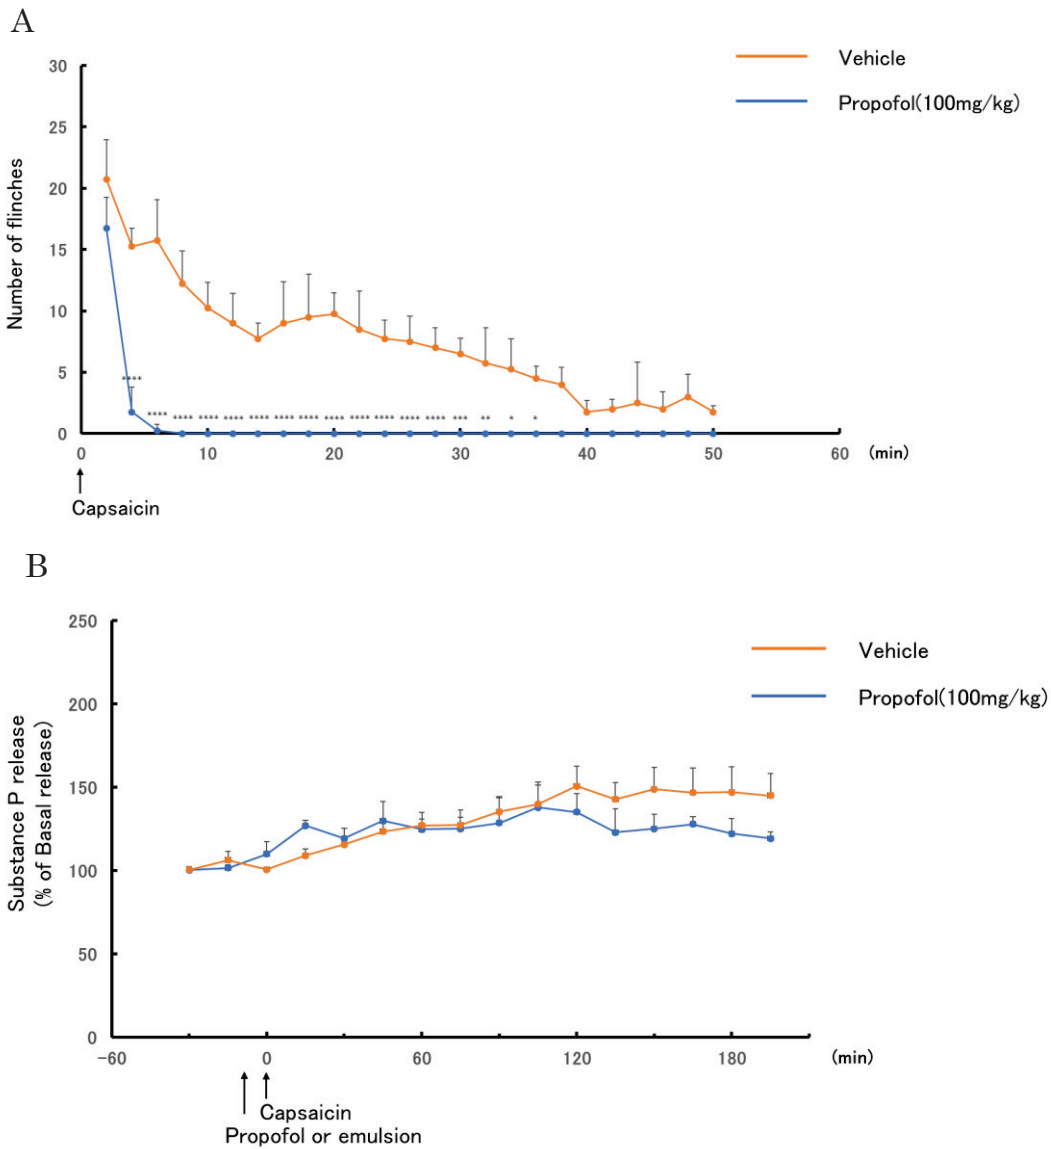 A
Vehicle
Propofol(100mg/kg)
Number of flinches
30
25
20
15
10
5
0
**** **** **** **** **** **** **** **** **** **** **** **** **** *** ** * *
0 10 20 30 40 50 60 (min)
Capsaicin
B
Vehicle
Propofol(100mg/kg)
Substance P release
(% of Basal release)
250
200
150
100
50
0
-60 0 60 120 180 (min)
Capsaicin
Propofol or emulsion